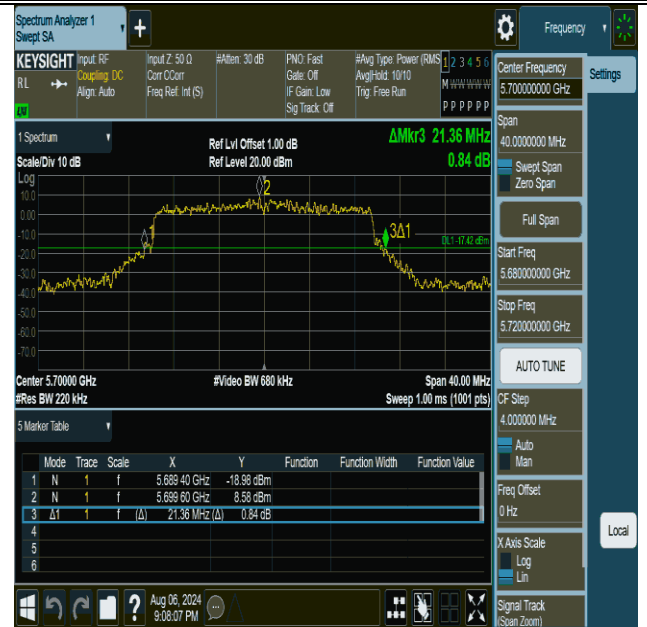 Spectrum Analyzer 1
Swept SA
+
Frequency
KEYSIGHT
RL
Input: RF
Coupling: DC
Align: Auto
Input Z: 50 Ω
Corr CCorr
Freq Ref: Int (S)
#Atten: 30 dB
PNO: Fast
Gate: Off
IF Gain: Low
Sig Track: Off
#Avg Type: Power (RMS
Avg|Hold: 10/10
Trig: Free Run
1 2 3 4 5 6
M W W W W W
P P P P P P
1 Spectrum
Scale/Div 10 dB
Ref Lvl Offset 1.00 dB
Ref Level 20.00 dBm
ΔMkr3 21.36 MHz
0.84 dB
Log
10.0
0.00
-10.0
-20.0
-30.0
-40.0
-50.0
-60.0
-70.0
2
1
3Δ1
DL1 -17.42 dBm
Center 5.70000 GHz
#Video BW 680 kHz
Span 40.00 MHz
#Res BW 220 kHz
Sweep 1.00 ms (1001 pts)
5 Marker Table
Mode Trace Scale X Y Function Function Width Function Value
1 N 1 f 5.689 40 GHz -18.98 dBm
2 N 1 f 5.699 60 GHz 8.58 dBm
3 Δ1 1 f (Δ) 21.36 MHz (Δ) 0.84 dB
4
5
6
?
Aug 06, 2024
9:08:07 PM
Center Frequency
5.700000000 GHz
Span
40.0000000 MHz
Swept Span
Zero Span
Full Span
Start Freq
5.680000000 GHz
Stop Freq
5.720000000 GHz
AUTO TUNE
CF Step
4.000000 MHz
Auto
Man
Freq Offset
0 Hz
X Axis Scale
Log
Lin
Signal Track
(Span Zoom)
Settings
Local